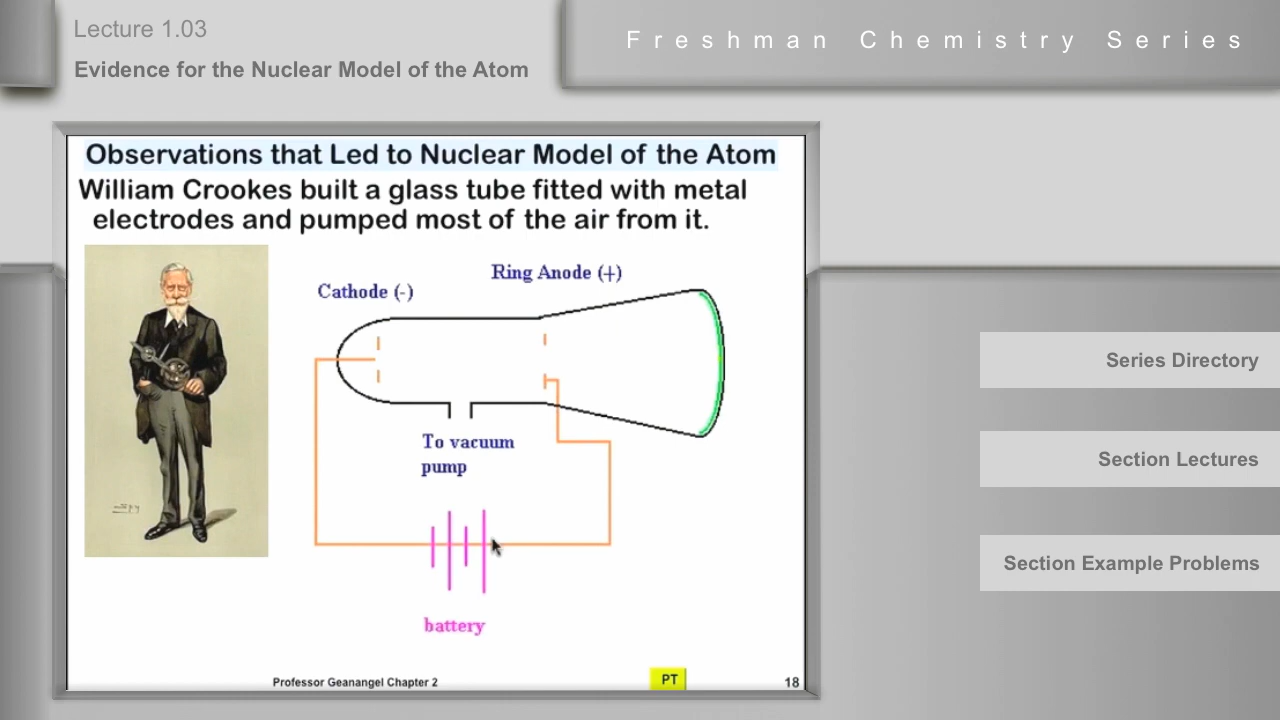 Lecture 1.03
Evidence for the Nuclear Model of the Atom
Freshman Chemistry Series
Observations that Led to Nuclear Model of the Atom
William Crookes built a glass tube fitted with metal
electrodes and pumped most of the air from it.
Ring Anode (+)
Cathode (-)
To vacuum
pump
battery
Professor Geanangel Chapter 2
PT
18
Series Directory
Section Lectures
Section Example Problems